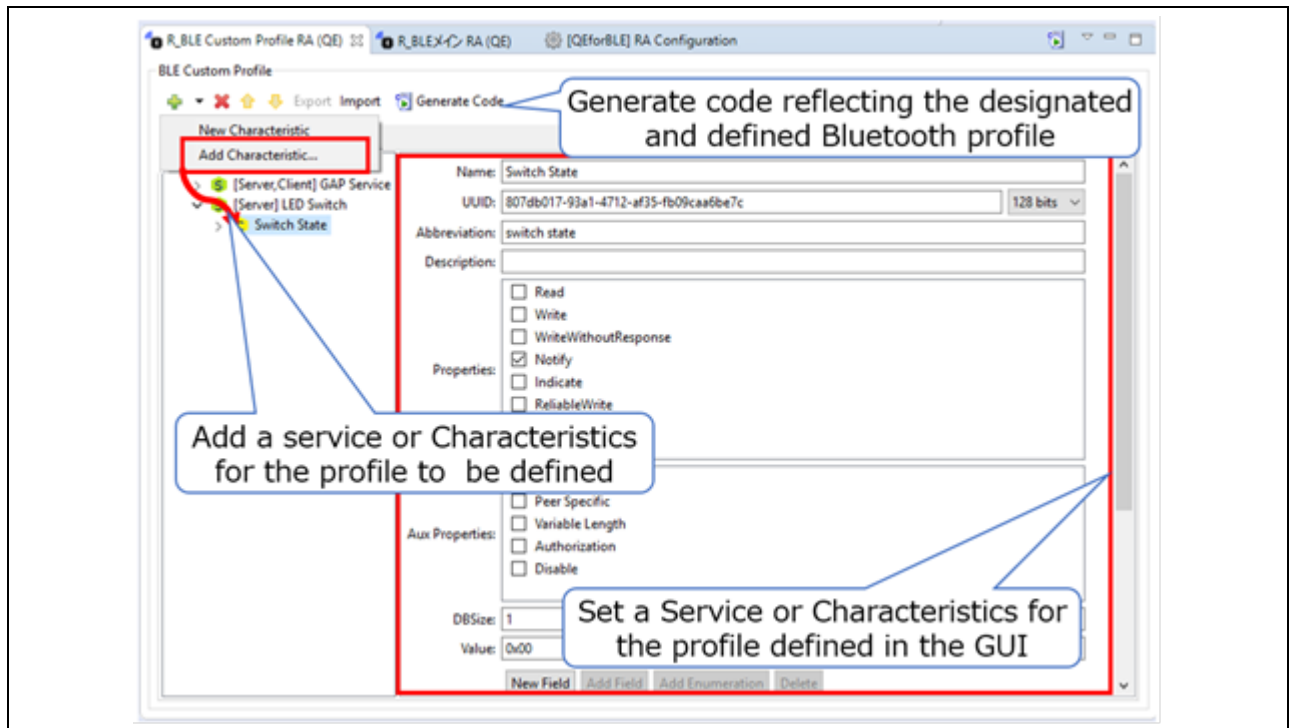 R_BLE Custom Profile RA (QE) R_BLEメイン RA (QE) [QEforBLE] RA Configuration
BLE Custom Profile
Export Import Generate Code
Generate code reflecting the designated
and defined Bluetooth profile
New Characteristic
Add Characteristic...
[Server,Client] GAP Service
[Server] LED Switch
Switch State
Name: Switch State
UUID: 807db017-93a1-4712-af35-fb09caa6be7c 128 bits
Abbreviation: switch state
Description:
Properties:
Read
Write
WriteWithoutResponse
Notify
Indicate
ReliableWrite
Add a service or Characteristics
for the profile to be defined
Aux Properties:
Peer Specific
Variable Length
Authorization
Disable
Set a Service or Characteristics for
the profile defined in the GUI
DBSize: 1
Value: 0x00
New Field Add Field Add Enumeration Delete